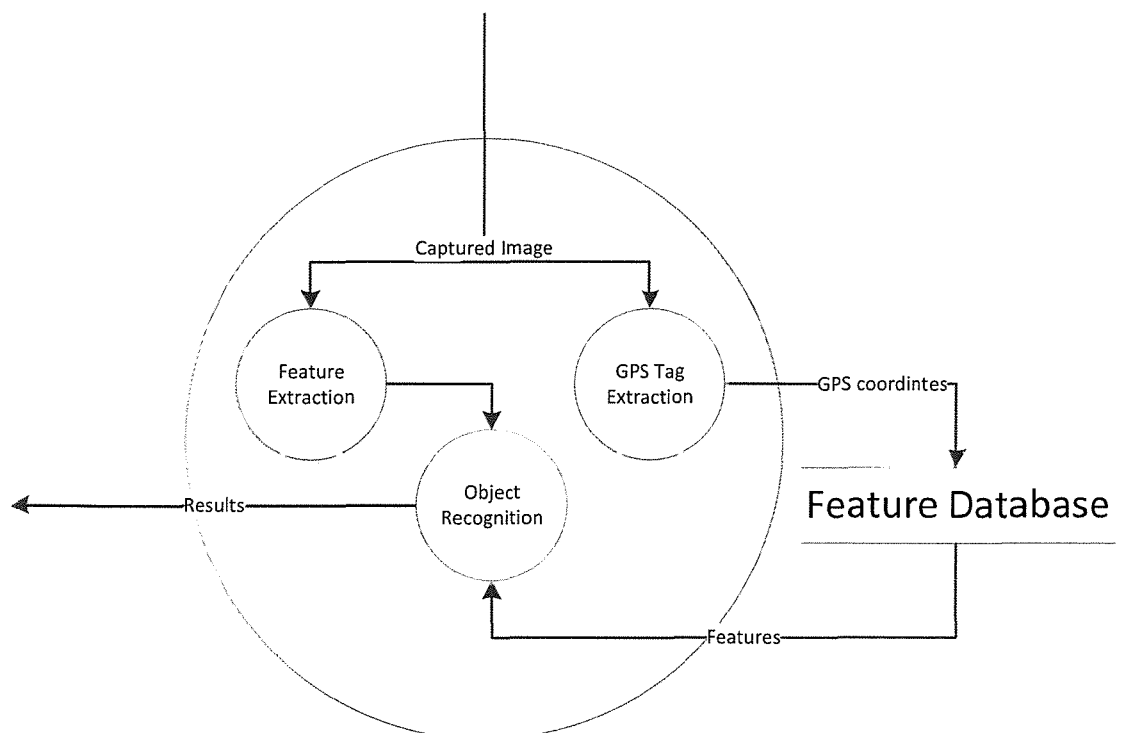 Captured Image
Feature
Extraction
GPS Tag
Extraction
GPS coordintes
Object
Recognition
Results
Feature Database
Features